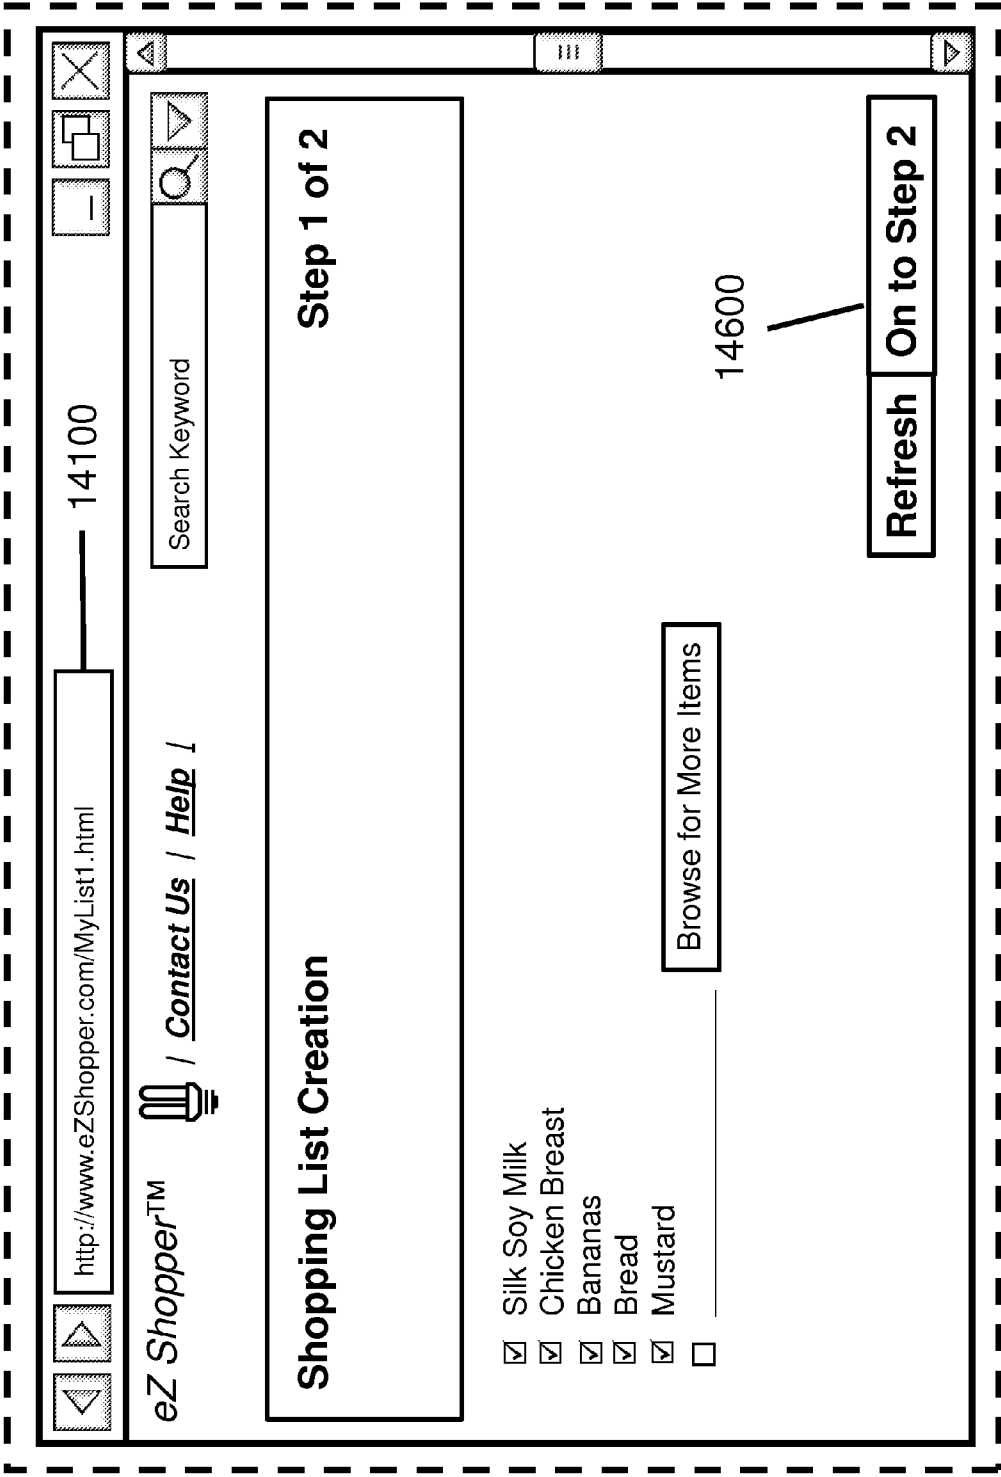 14100
http://www.eZShopper.com/MyList1.html
eZ Shopper™ / Contact Us / Help /
Search Keyword
Shopping List Creation Step 1 of 2
Silk Soy Milk
Chicken Breast
Bananas
Bread
Mustard
Browse for More Items
14600
Refresh On to Step 2